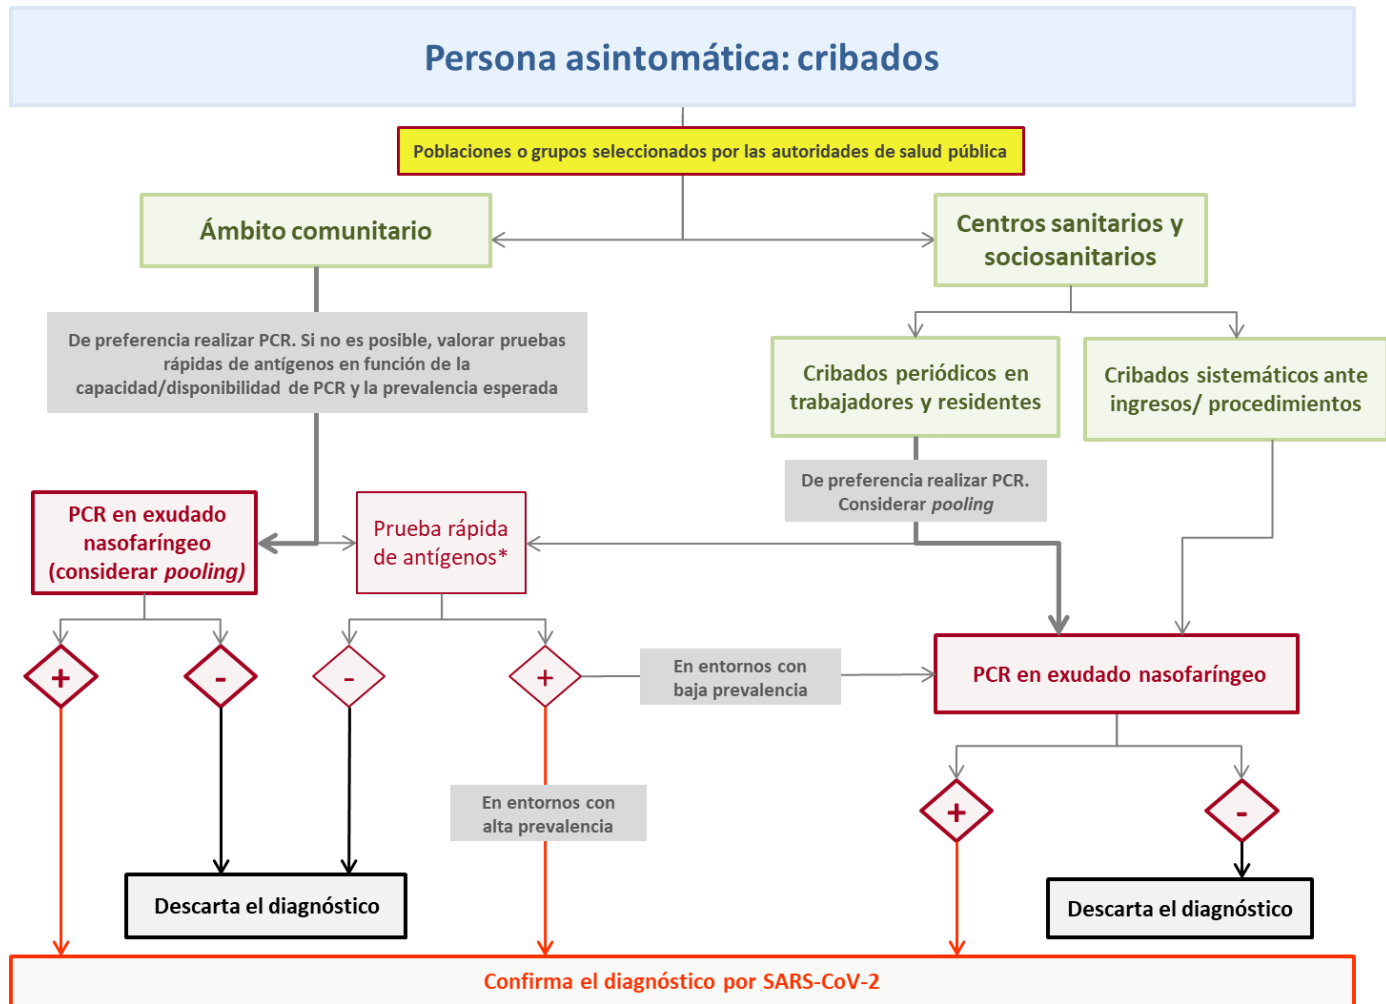 Persona asintomática: cribados
Poblaciones o grupos seleccionados por las autoridades de salud pública
Ámbito comunitario
Centros sanitarios y
sociosanitarios
De preferencia realizar PCR. Si no es posible, valorar pruebas
rápidas de antígenos en función de la
capacidad/disponibilidad de PCR y la prevalencia esperada
Cribados periódicos en
trabajadores y residentes
Cribados sistemáticos ante
ingresos/ procedimientos
De preferencia realizar PCR.
Considerar pooling
PCR en exudado
nasofaríngeo
(considerar pooling)
Prueba rápida
de antígenos*
+
-
-
+
En entornos con
baja prevalencia
PCR en exudado nasofaríngeo
En entornos con
alta prevalencia
+
-
Descarta el diagnóstico
Descarta el diagnóstico
Confirma el diagnóstico por SARS-CoV-2